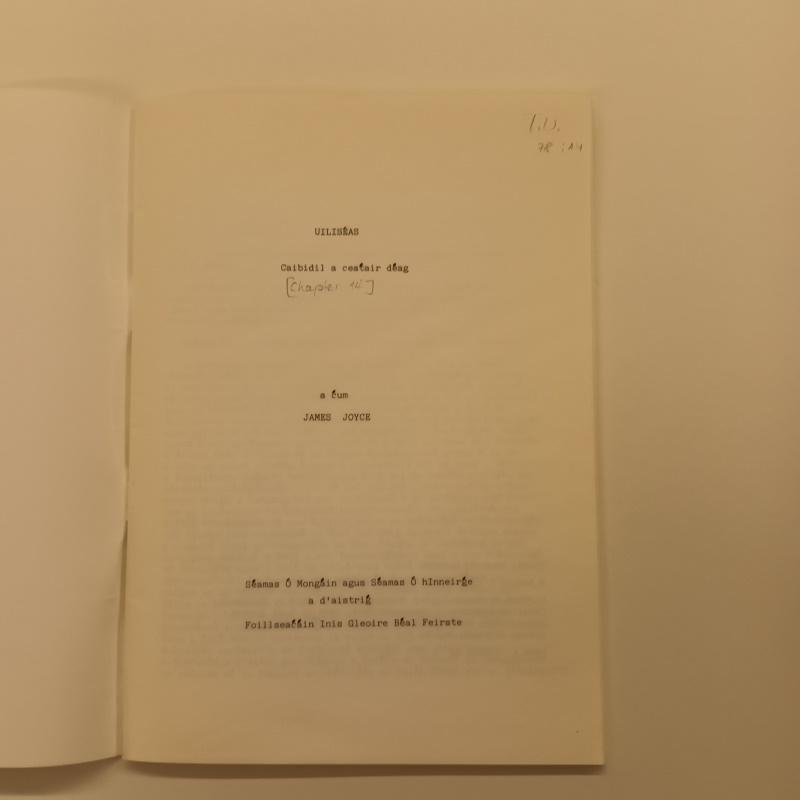 UILISÉAS
Caibidil a ceaṫair déag
[Chapter 14]
a ċum
JAMES JOYCE
Séamas Ó Mongáin agus Séamas Ó hInneirġe
a d'aistriġ
Foillseaċáin Inis Gleoire Béal Feirste